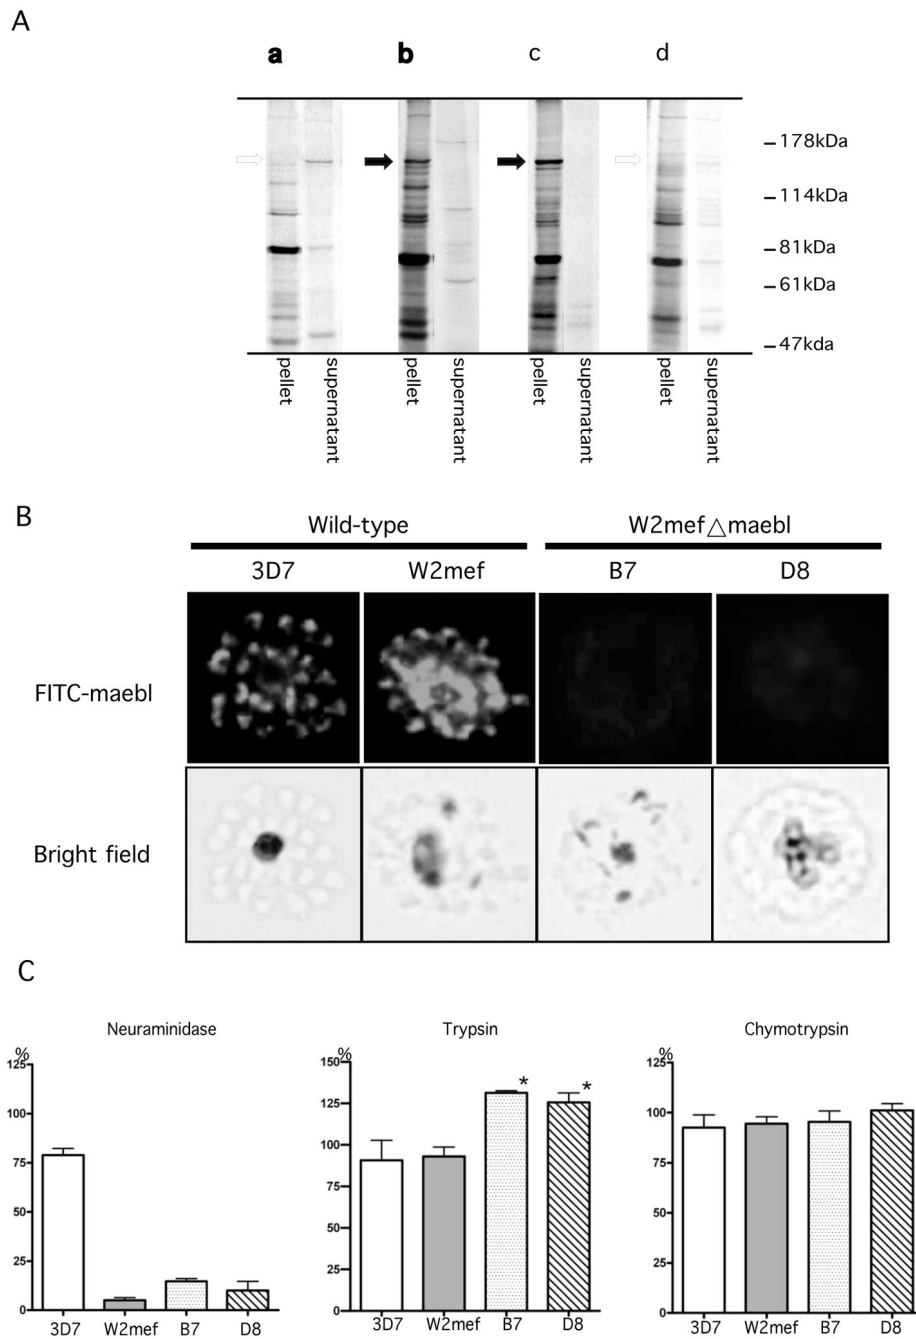 A
a b c d
178kDa
114kDa
81kDa
61kDa
47kda
pellet supernatant pellet supernatant pellet supernatant pellet supernatant
B
Wild-type W2mef△maebl
3D7 W2mef B7 D8
FITC-maebl
Bright field
C
Neuraminidase
%
125
100
75
50
25
0
3D7 W2mef B7 D8
Trypsin
%
150
125
100
75
50
25
0
* *
3D7 W2mef B7 D8
Chymotrypsin
%
125
100
75
50
25
0
3D7 W2mef B7 D8